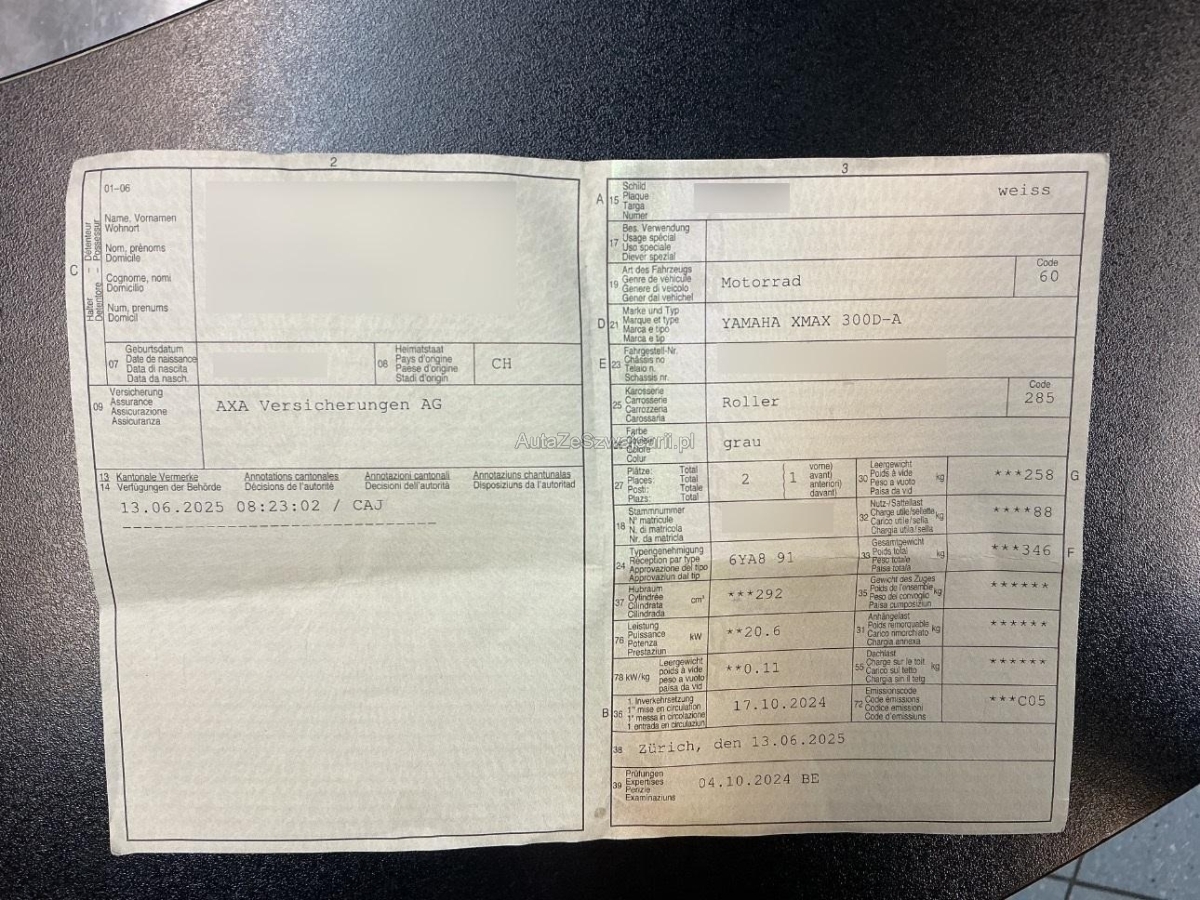 2
01-06
Name, Vornamen
Wohnort
Nom, prénoms
Domicile
Cognome, nomi
Domicilio
Num, prenums
Domicil
C
Halter - Détenteur
Detentore - Possessur
07
Geburtsdatum
Date de naissance
Data di nascita
Data da nasch.
08
Heimatstaat
Pays d'origine
Paese d'origine
Stadi d'origin
CH
09
Versicherung
Assurance
Assicurazione
Assicuranza
AXA Versicherungen AG
13 Kantonale Vermerke Annotations cantonales Annotazioni cantonali Annotaziuns chantunalas
14 Verfügungen der Behörde Décisions de l'autorité Decisioni dell'autorità Disposiziuns da l'autoritad
13.06.2025 08:23:02 / CAJ
3
A 15
Schild
Plaque
Targa
Numer
weiss
17
Bes. Verwendung
Usage spécial
Uso speciale
Diever spezial
19
Art des Fahrzeugs
Genre de véhicule
Genere di veicolo
Gener dal vehichel
Motorrad
Code
60
D 21
Marke und Typ
Marque et type
Marca e tipo
Marca e tip
YAMAHA XMAX 300D-A
E 23
Fahrgestell-Nr.
Châssis no
Telaio n.
Schassis nr.
25
Karosserie
Carrosserie
Carrozzeria
Carossaria
Roller
Code
285
Farbe
Couleur
Colore
Colur
grau
AutaZeSzwajcarii.pl
27
Plätze: Total
Places: Total
Posti: Totale
Plazs: Total
2
1
vorne)
avant)
anteriori)
davant)
30
Leergewicht
Poids à vide
Peso a vuoto
Paisa da vid
kg
***258
G
18
Stammnummer
N° matricule
N. di matricola
Nr. da matricla
32
Nutz-/Sattellast
Charge utile/sellette
Carico utile/sella
Chargia utila/sella
kg
****88
24
Typengenehmigung
Réception par type
Approvazione del tipo
Approvaziun dal tip
6YA8 91
33
Gesamtgewicht
Poids total
Peso totale
Paisa totala
kg
***346
F
37
Hubraum
Cylindrée
Cilindrata
Cilindrada
cm³
***292
35
Gewicht des Zuges
Poids de l'ensemble
Peso del convoglio
Paisa cumposiziun
kg
******
76
Leistung
Puissance
Potenza
Prestaziun
kW
**20.6
31
Anhängelast
Poids remorquable
Carico rimorchiato
Chargia annexa
kg
******
78 kW/kg
Leergewicht
poids à vide
peso a vuoto
paisa da vid
**0.11
55
Dachlast
Charge sur le toit
Carico sul tetto
Chargia sin il tetg
kg
******
B 36
1. Inverkehrsetzung
1re mise en circulation
1a messa in circolazione
1. entrada en circulaziun
17.10.2024
72
Emissionscode
Code émissions
Codice emissioni
Code d'emissiuns
***C05
38
Zürich, den 13.06.2025
39
Prüfungen
Expertises
Perizie
Examinaziuns
04.10.2024 BE